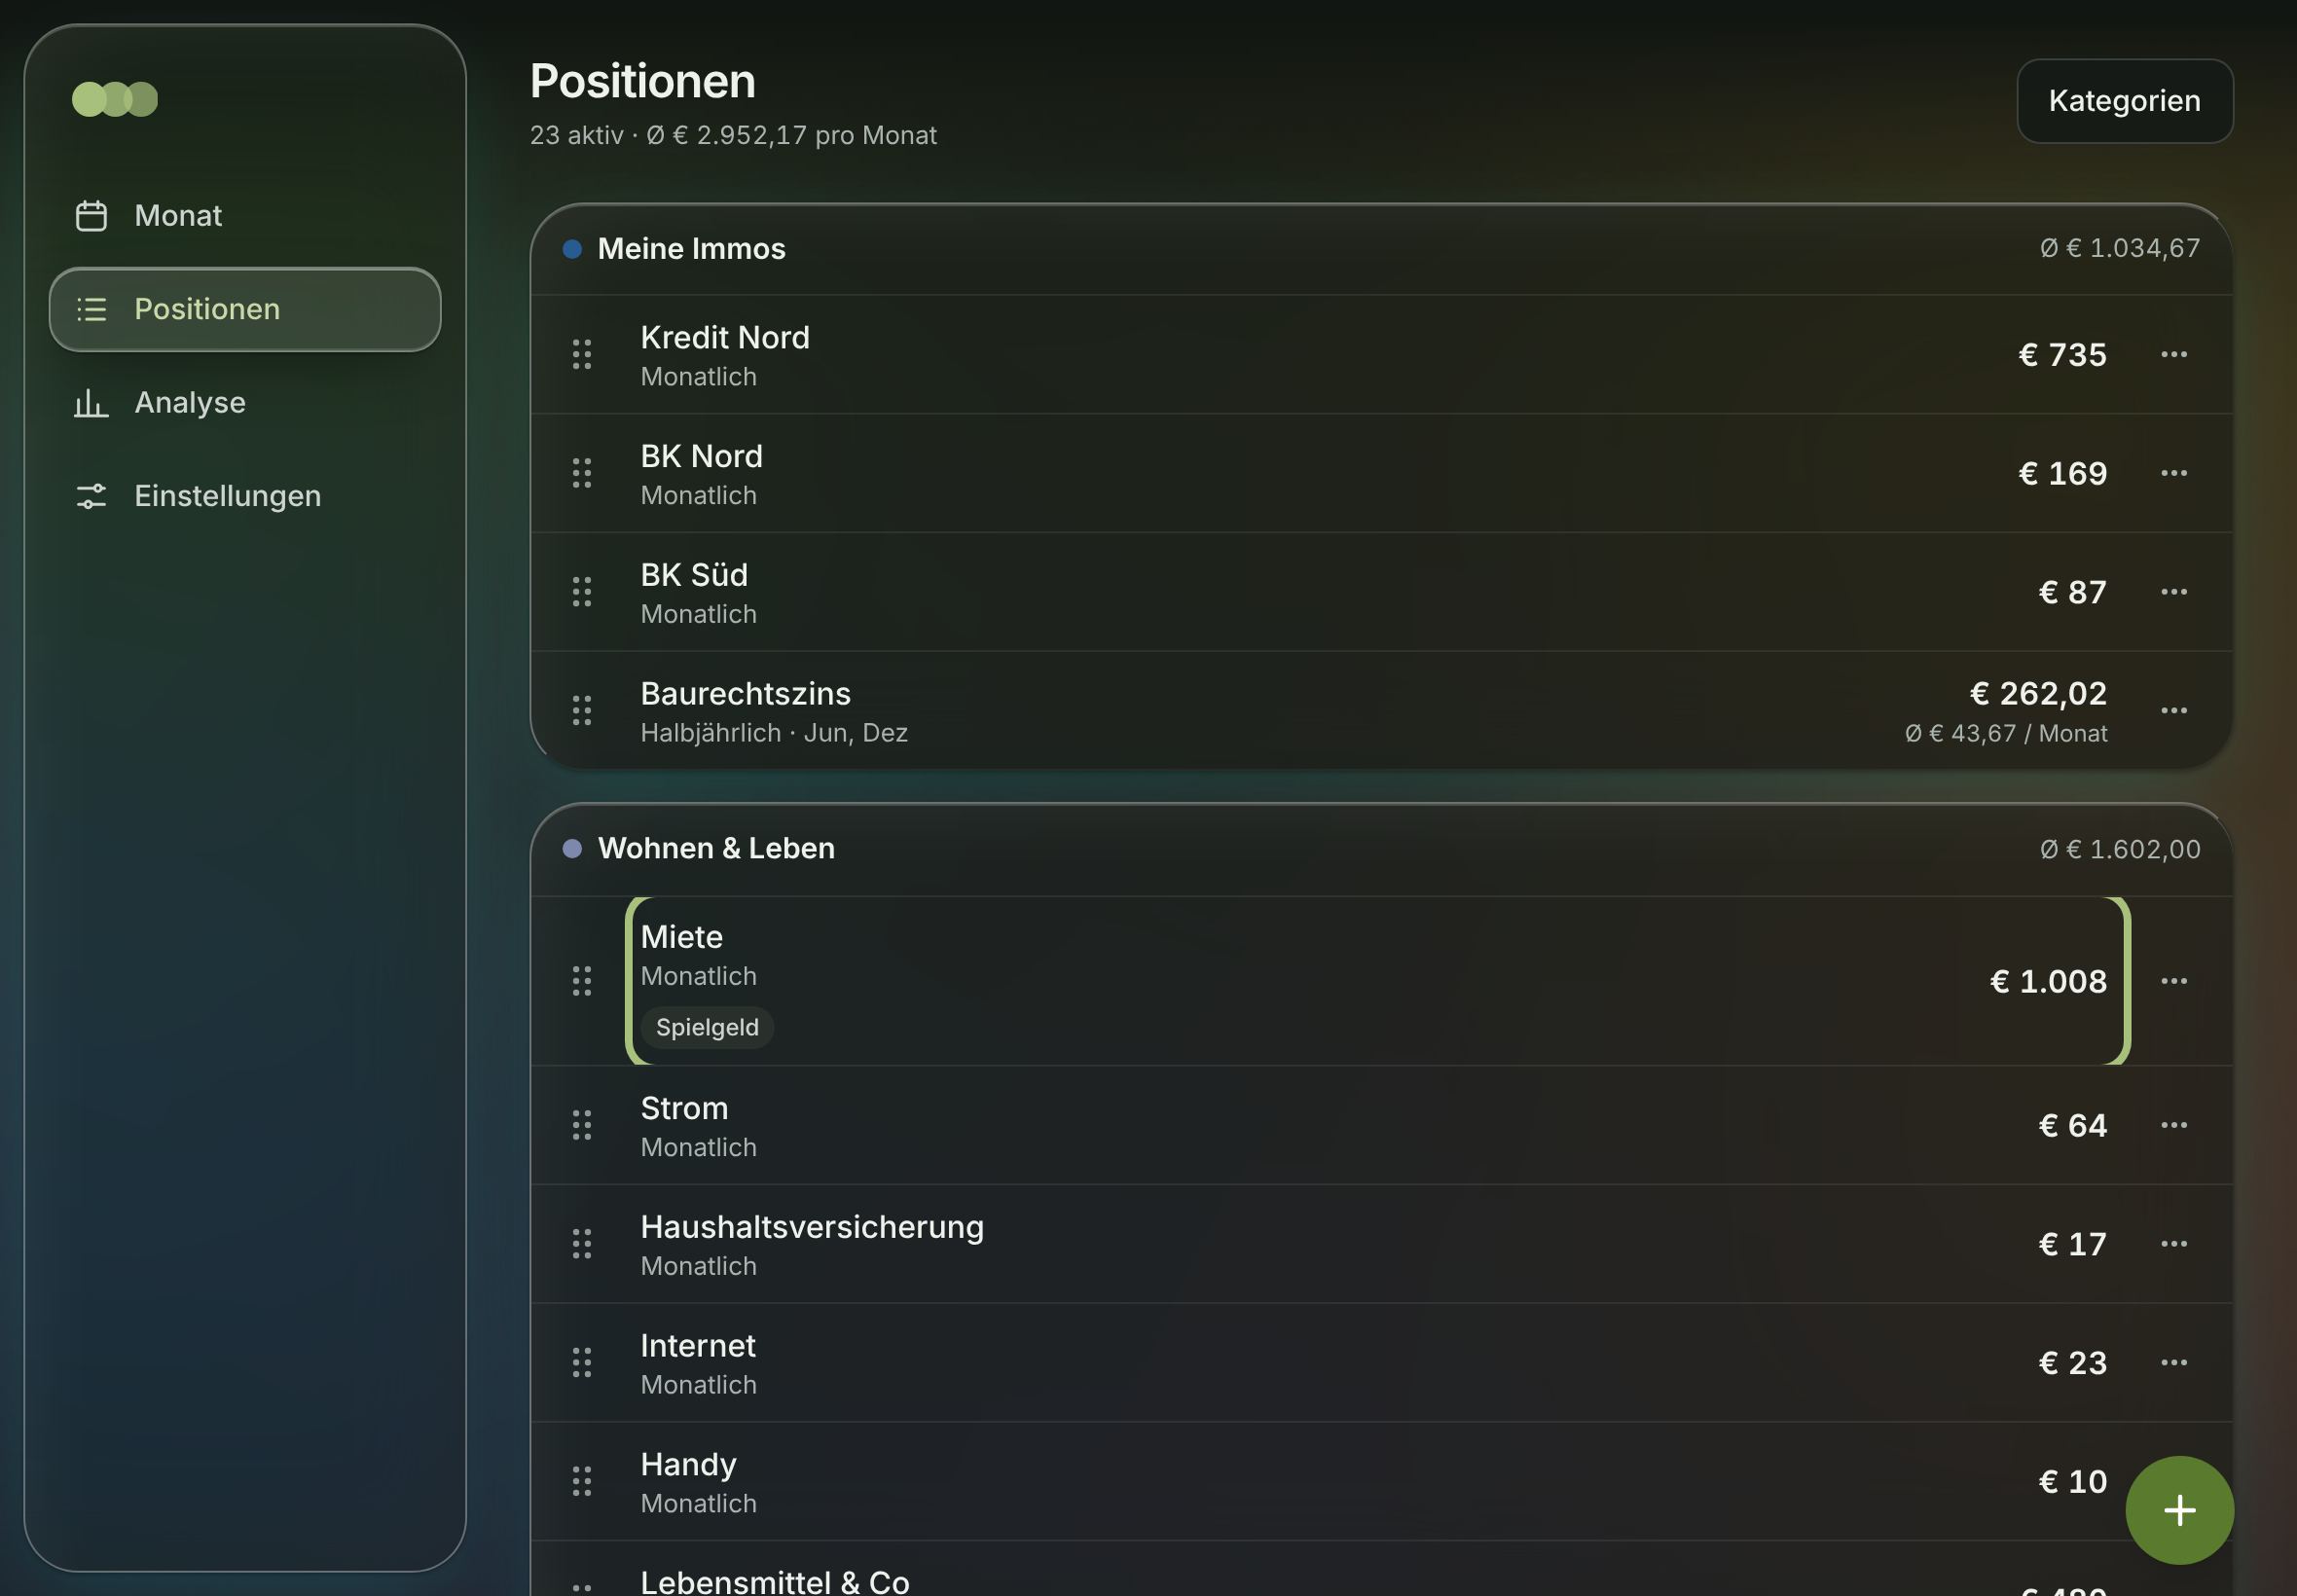 Monat
Positionen
Analyse
Einstellungen
Positionen
23 aktiv · Ø € 2.952,17 pro Monat
Kategorien
Meine Immos
Ø € 1.034,67
Kredit Nord
Monatlich
€ 735
BK Nord
Monatlich
€ 169
BK Süd
Monatlich
€ 87
Baurechtszins
Halbjährlich · Jun, Dez
€ 262,02
Ø € 43,67 / Monat
Wohnen & Leben
Ø € 1.602,00
Miete
Monatlich
Spielgeld
€ 1.008
Strom
Monatlich
€ 64
Haushaltsversicherung
Monatlich
€ 17
Internet
Monatlich
€ 23
Handy
Monatlich
€ 10
Lebensmittel & Co